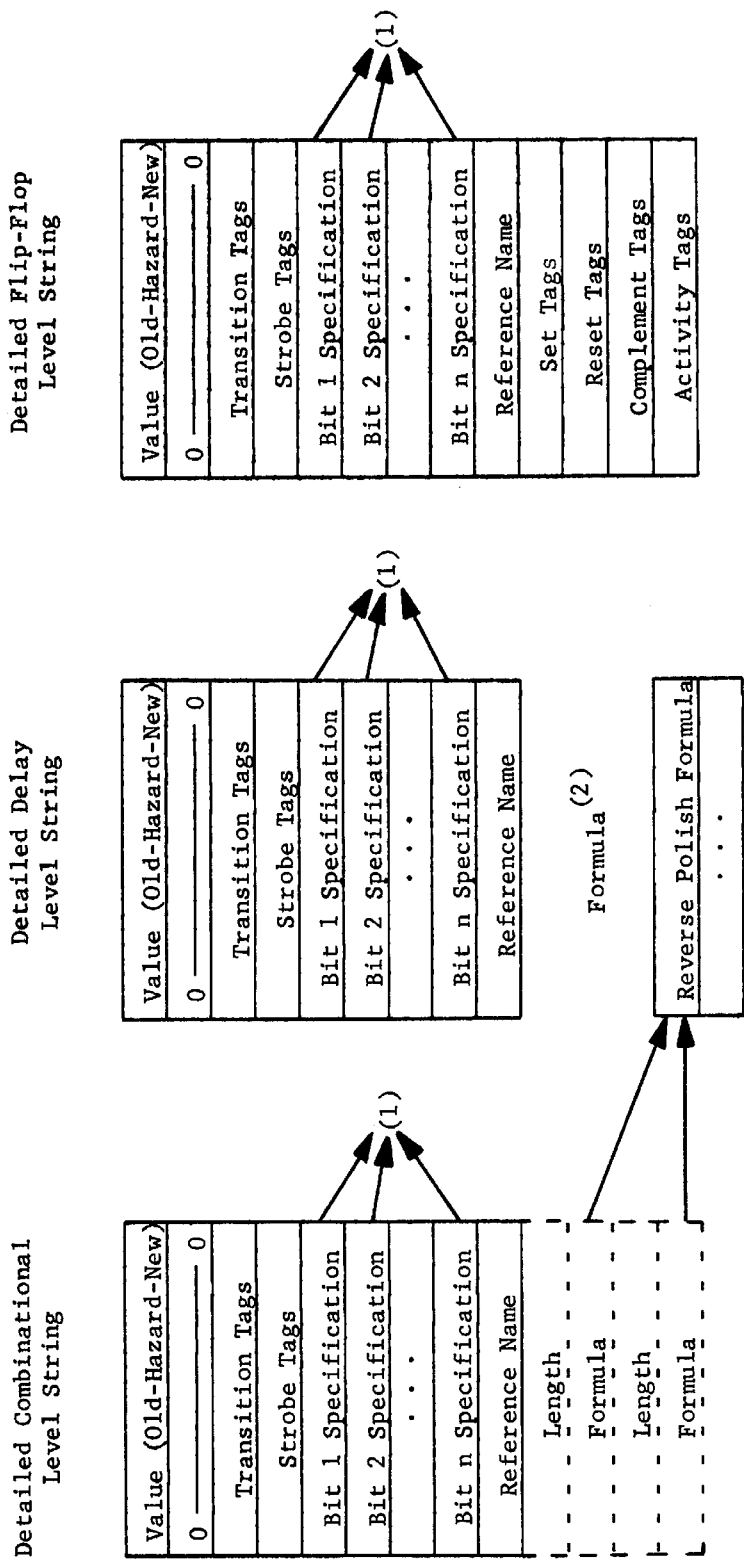 Detailed Combinational
Level String
Value (Old-Hazard-New)
0 0
Transition Tags
Strobe Tags
Bit 1 Specification
Bit 2 Specification
. . .
Bit n Specification
Reference Name
Length
Formula
Length
Formula
(1)
Detailed Delay
Level String
Value (Old-Hazard-New)
0 0
Transition Tags
Strobe Tags
Bit 1 Specification
Bit 2 Specification
. . .
Bit n Specification
Reference Name
(1)
Formula(2)
Reverse Polish Formula
. . .
Detailed Flip-Flop
Level String
Value (Old-Hazard-New)
0 0
Transition Tags
Strobe Tags
Bit 1 Specification
Bit 2 Specification
. . .
Bit n Specification
Reference Name
Set Tags
Reset Tags
Complement Tags
Activity Tags
(1)